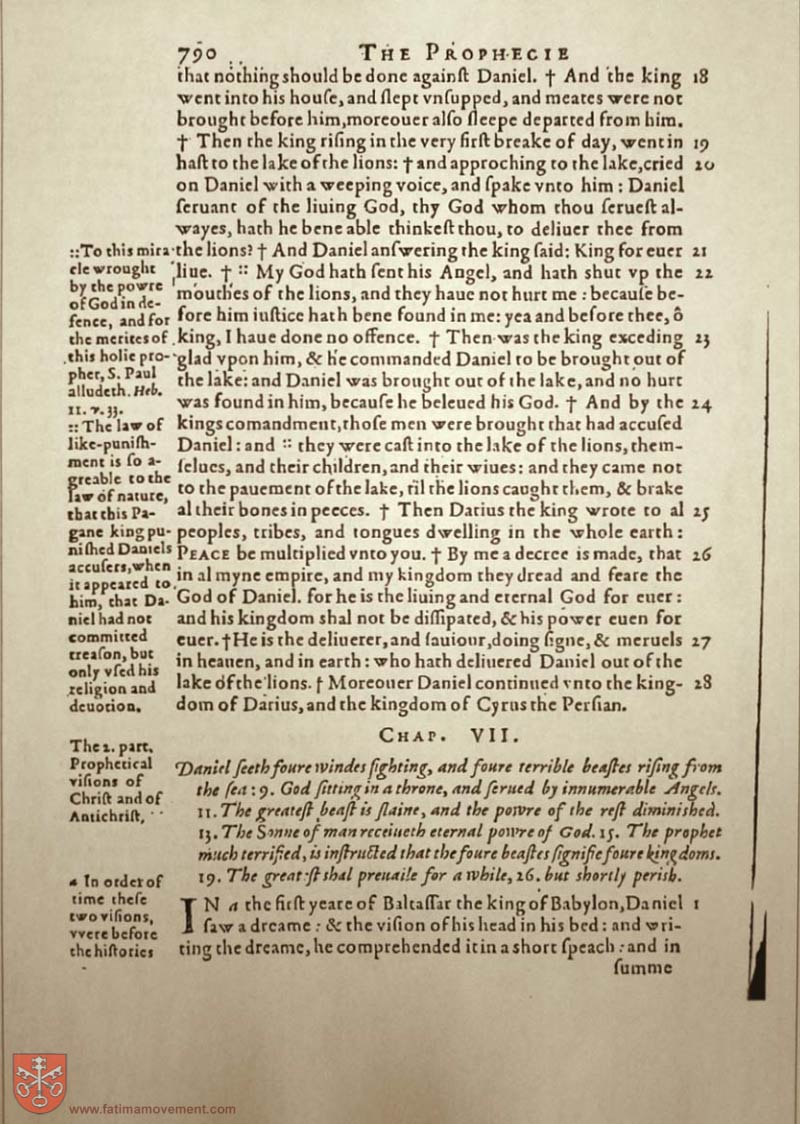 790 THE PROPHECIE
that nothing should be done againſt Daniel. † And the king 18
went into his houſe, and ſlept vnſupped, and meates were not
brought before him, moreouer alſo ſleepe departed from him.
† Then the king riſing in the very firſt breake of day, went in 19
haſt to the lake of the lions: † and approching to the lake, cried 20
on Daniel with a weeping voice, and ſpake vnto him: Daniel
ſeruant of the liuing God, thy God whom thou ſerueſt al-
wayes, hath he bene able thinkeſt thou, to deliuer thee from
the lions? † And Daniel anſwering the king ſaid: King for euer 21
liue. † :: My God hath ſent his Angel, and hath shut vp the 22
mouthes of the lions, and they haue not hurt me: becauſe be-
fore him iuſtice hath bene found in me: yea and before thee, ô
king, I haue done no offence. † Then was the king exceding 23
glad vpon him, & he commanded Daniel to be brought out of
the lake: and Daniel was brought out of the lake, and no hurt
was found in him, becauſe he beleued his God. † And by the 24
kings comandment, thoſe men were brought that had accuſed
Daniel: and :: they were caſt into the lake of the lions, them-
ſelues, and their children, and their wiues: and they came not
to the pauement of the lake, til the lions caught them, & brake
al their bones in peeces. † Then Darius the king wrote to al 25
peoples, tribes, and tongues dwelling in the whole earth:
PEACE be multiplied vnto you. † By me a decree is made, that 26
in al myne empire, and my kingdom they dread and feare the
God of Daniel. for he is the liuing and eternal God for euer:
and his kingdom shal not be diſſipated, & his power euen for
euer. † He is the deliuerer, and ſauiour, doing ſigne, & meruels 27
in heauen, and in earth: who hath deliuered Daniel out of the
lake of the lions. † Moreouer Daniel continued vnto the king- 28
dom of Darius, and the kingdom of Cyrus the Perſian.
::To this mira
cle wrought
by the powre
of God in de-
fence, and for
the merites of
this holie pro-
phet, S. Paul
alludeth. Heb.
11. v. 33.
:: The law of
like-puniſh-
ment is ſo a-
greable to the
law of nature,
that this Pa-
gane king pu-
niſhed Daniels
accuſers, when
it appeared to
him, that Da-
niel had not
committed
treaſon, but
only vſed his
religion and
deuotion.
CHAP. VII.
Daniel ſeeth foure windes fighting, and foure terrible beaſtes riſing from
the ſea: 9. God ſitting in a throne, and ſerued by innumerable Angels.
11. The greateſt beaſt is ſlaine, and the powre of the reſt diminished.
13. The Sonne of man receiueth eternal powre of God. 15. The prophet
much terrified, is inſtructed that the foure beaſtes ſignifie foure kingdoms.
19. The greateſt shal preuaile for a while, 26. but shortly perish.
The 2. part.
Prophetical
viſions of
Chriſt and of
Antichriſt.
IN a the firſt yeare of Baltaſſar the king of Babylon, Daniel 1
ſaw a dreame: & the viſion of his head in his bed: and wri-
ting the dreame, he comprehended it in a short ſpeach: and in
ſumme
a In order of
time theſe
two viſions,
vvere before
the hiſtories
www.fatimamovement.com